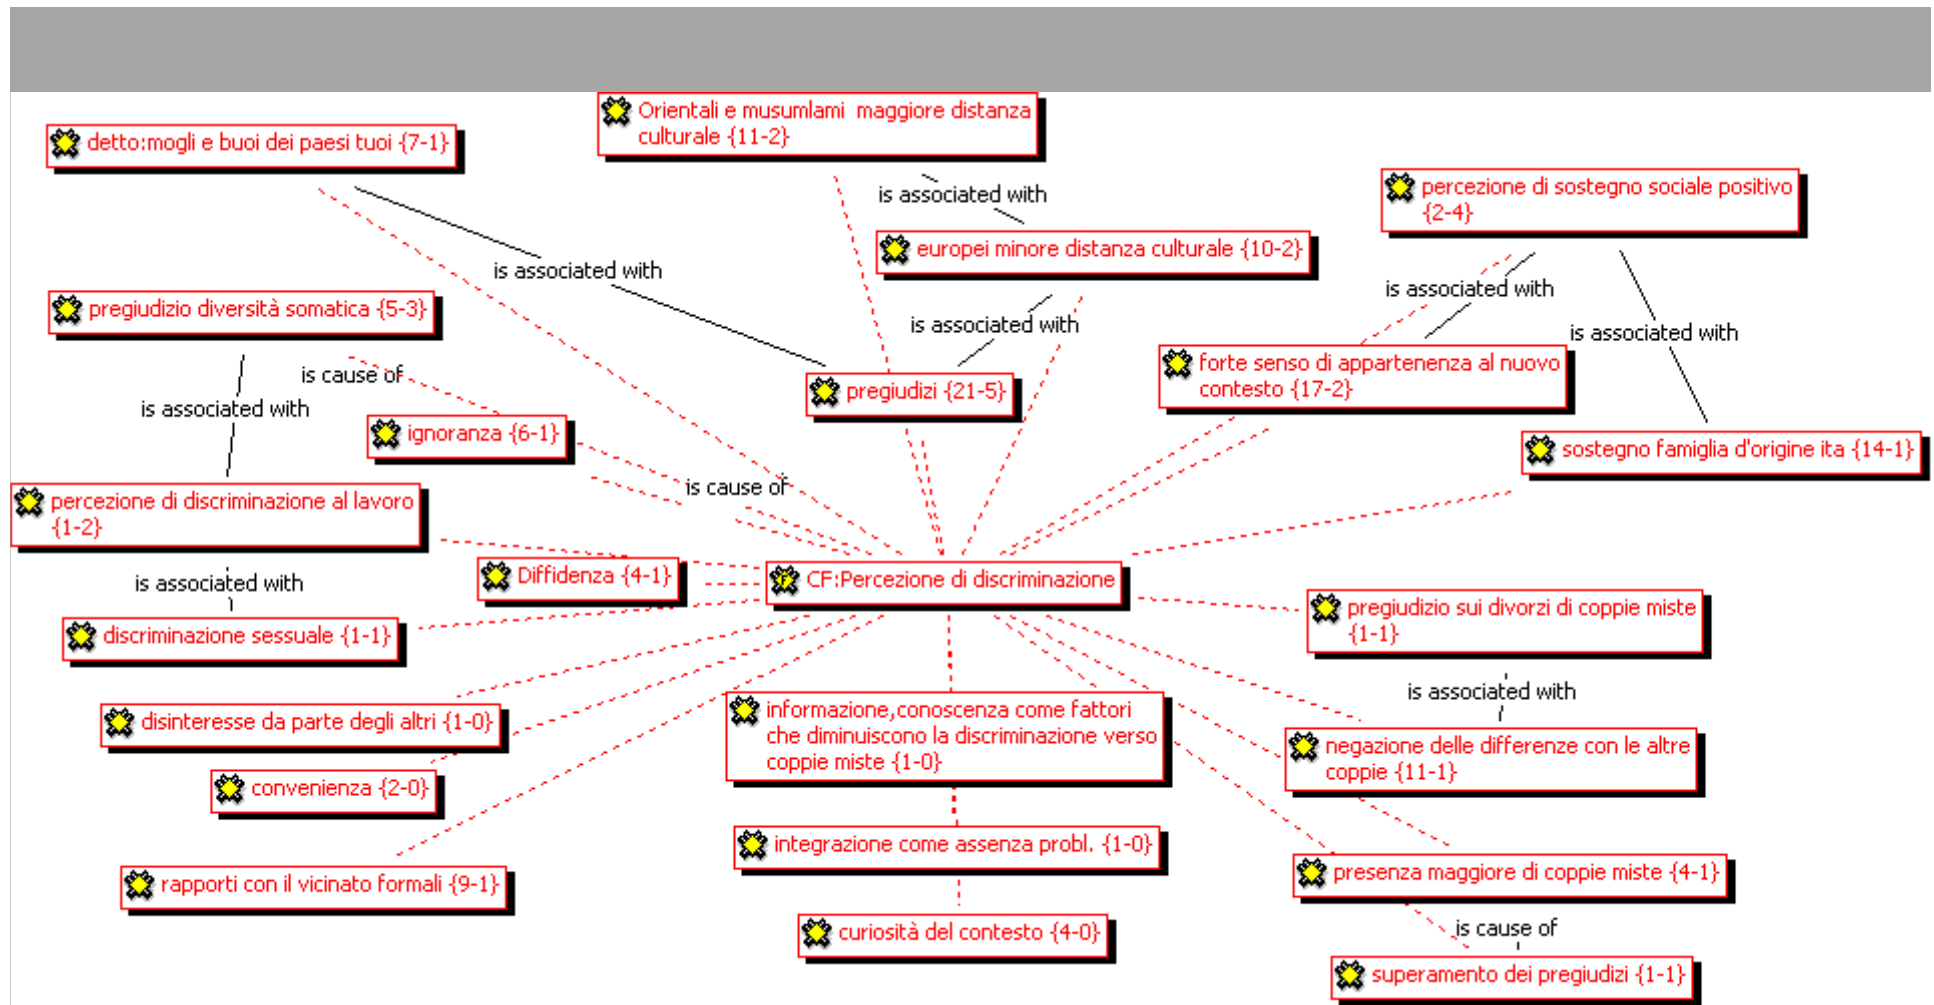 Orientali e musumlami maggiore distanza
culturale {11-2}
detto:mogli e buoi dei paesi tuoi {7-1}
is associated with
percezione di sostegno sociale positivo
{2-4}
europei minore distanza culturale {10-2}
is associated with
is associated with
pregiudizio diversità somatica {5-3}
is associated with
is associated with
is cause of
forte senso di appartenenza al nuovo
contesto {17-2}
pregiudizi {21-5}
is associated with
ignoranza {6-1}
sostegno famiglia d'origine ita {14-1}
is cause of
percezione di discriminazione al lavoro
{1-2}
Diffidenza {4-1}
CF:Percezione di discriminazione
is associated with
pregiudizio sui divorzi di coppie miste
{1-1}
discriminazione sessuale {1-1}
is associated with
disinteresse da parte degli altri {1-0}
informazione,conoscenza come fattori
che diminuiscono la discriminazione verso
coppie miste {1-0}
negazione delle differenze con le altre
coppie {11-1}
convenienza {2-0}
integrazione come assenza probl. {1-0}
rapporti con il vicinato formali {9-1}
presenza maggiore di coppie miste {4-1}
curiosità del contesto {4-0}
is cause of
superamento dei pregiudizi {1-1}